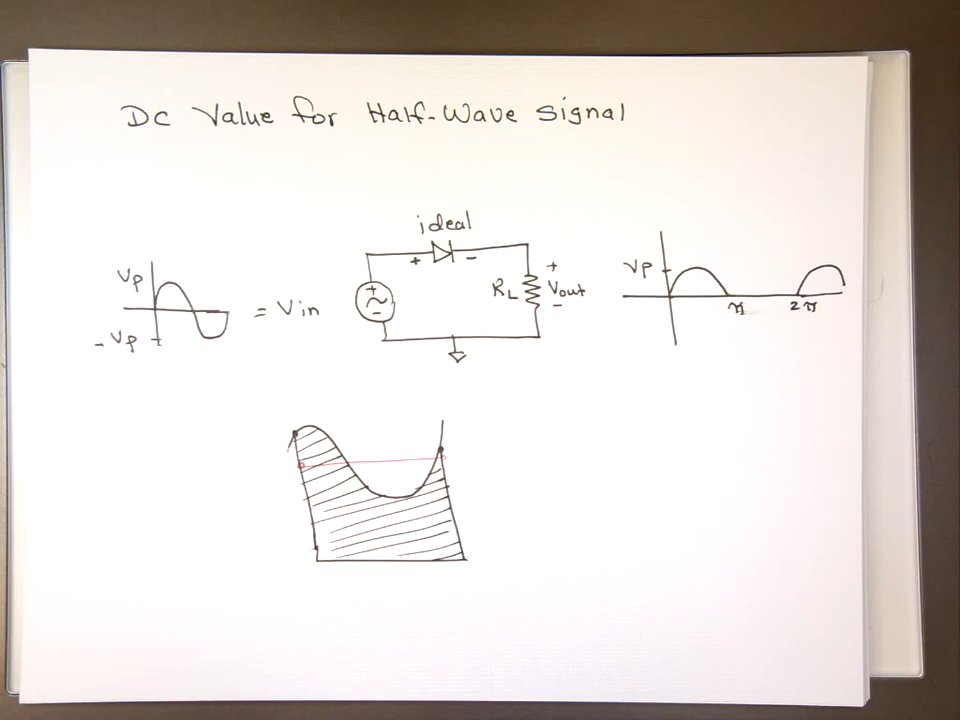 DC Value for Half-Wave Signal
ideal
Vp
-Vp
= Vin
+
-
+
-
RL
+
Vout
-
Vp
π
2π